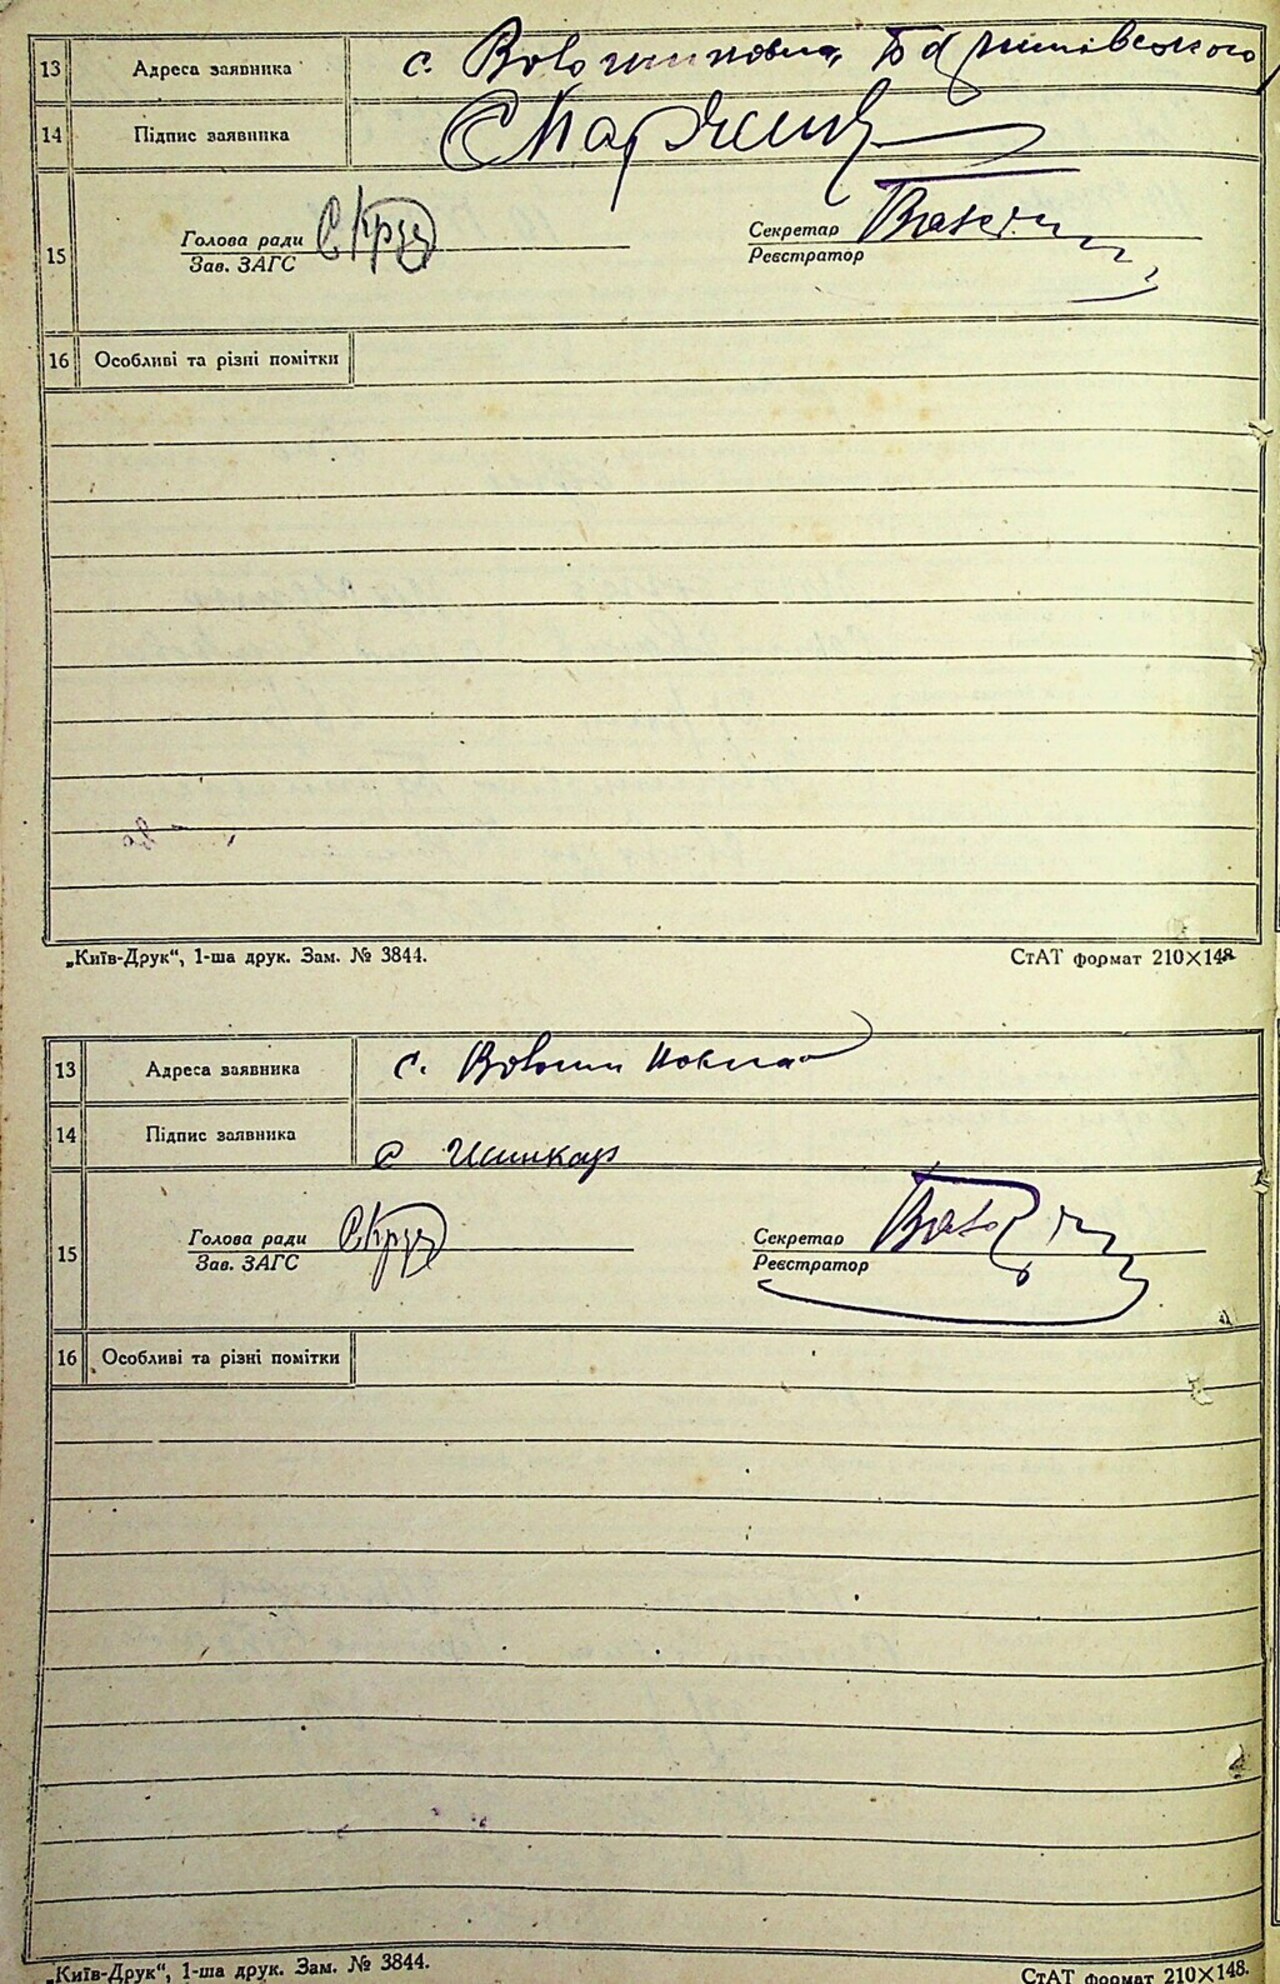 13 Адреса заявника с. Волошиновка,
14 Підпис заявника
15 Голова ради Секретар
Зав. ЗАГС Реєстратор
16 Особливі та різні помітки
„Київ-Друк“, 1-ша друк. Зам. № 3844. СтАТ формат 210×148
13 Адреса заявника с. Волошиновка
14 Підпис заявника
15 Голова ради Секретар
Зав. ЗАГС Реєстратор
16 Особливі та різні помітки
„Київ-Друк“, 1-ша друк. Зам. № 3844. СтАТ формат 210×148.